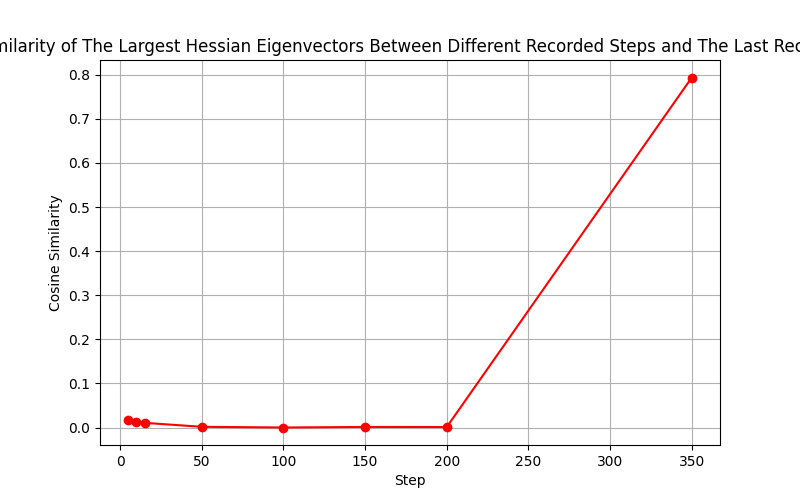 milarity of The Largest Hessian Eigenvectors Between Different Recorded Steps and The Last Rec
0.8
0.7
0.6
0.5
0.4
0.3
0.2
0.1
0.0
Cosine Similarity
0 50 100 150 200 250 300 350
Step